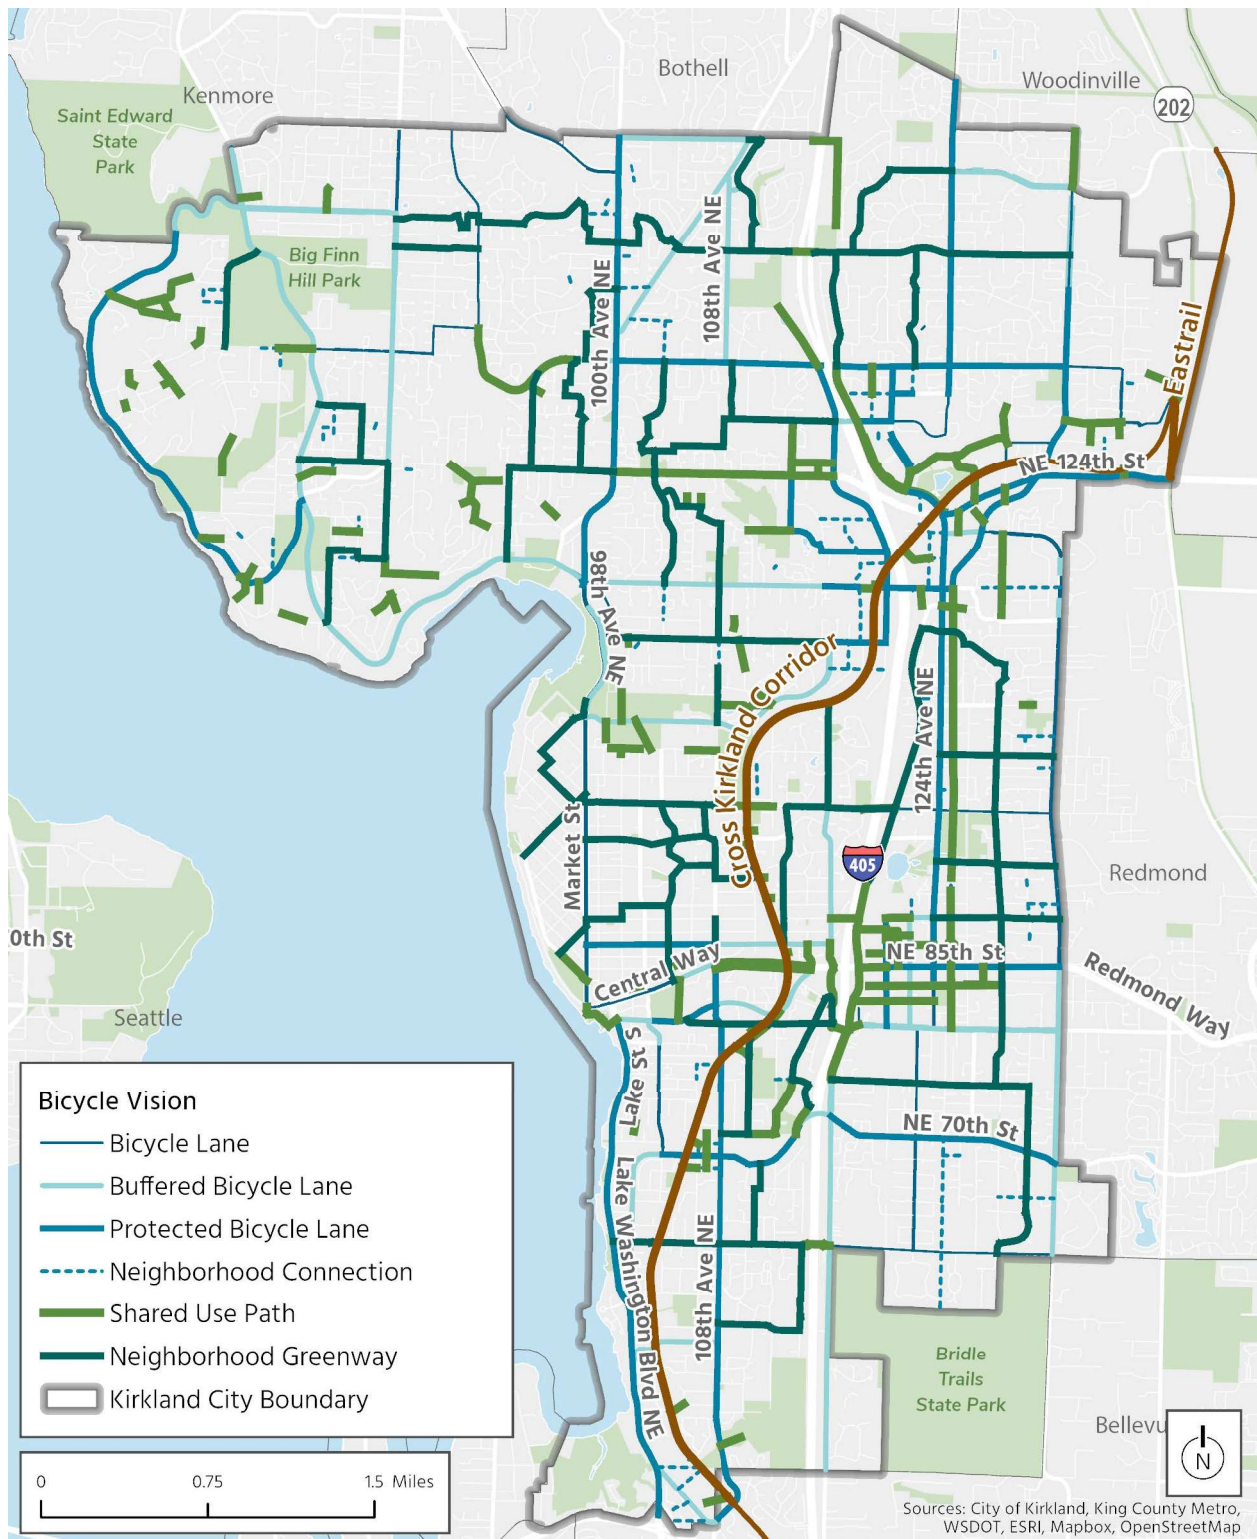 Bothell
Woodinville
202
Kenmore
Saint Edward
State
Park
Big Finn
Hill Park
100th Ave NE
108th Ave NE
Eastrail
NE 124th St
98th Ave NE
Cross Kirkland Corridor
124th Ave NE
Market St
405
Redmond
0th St
Seattle
Central Way
NE 85th St
Redmond Way
Lake St S
NE 70th St
Lake Washington Blvd NE
108th Ave NE
Bridle
Trails
State Park
Bellevu
Bicycle Vision
Bicycle Lane
Buffered Bicycle Lane
Protected Bicycle Lane
Neighborhood Connection
Shared Use Path
Neighborhood Greenway
Kirkland City Boundary
0 0.75 1.5 Miles
N
Sources: City of Kirkland, King County Metro,
WSDOT, ESRI, Mapbox, OpenStreetMap